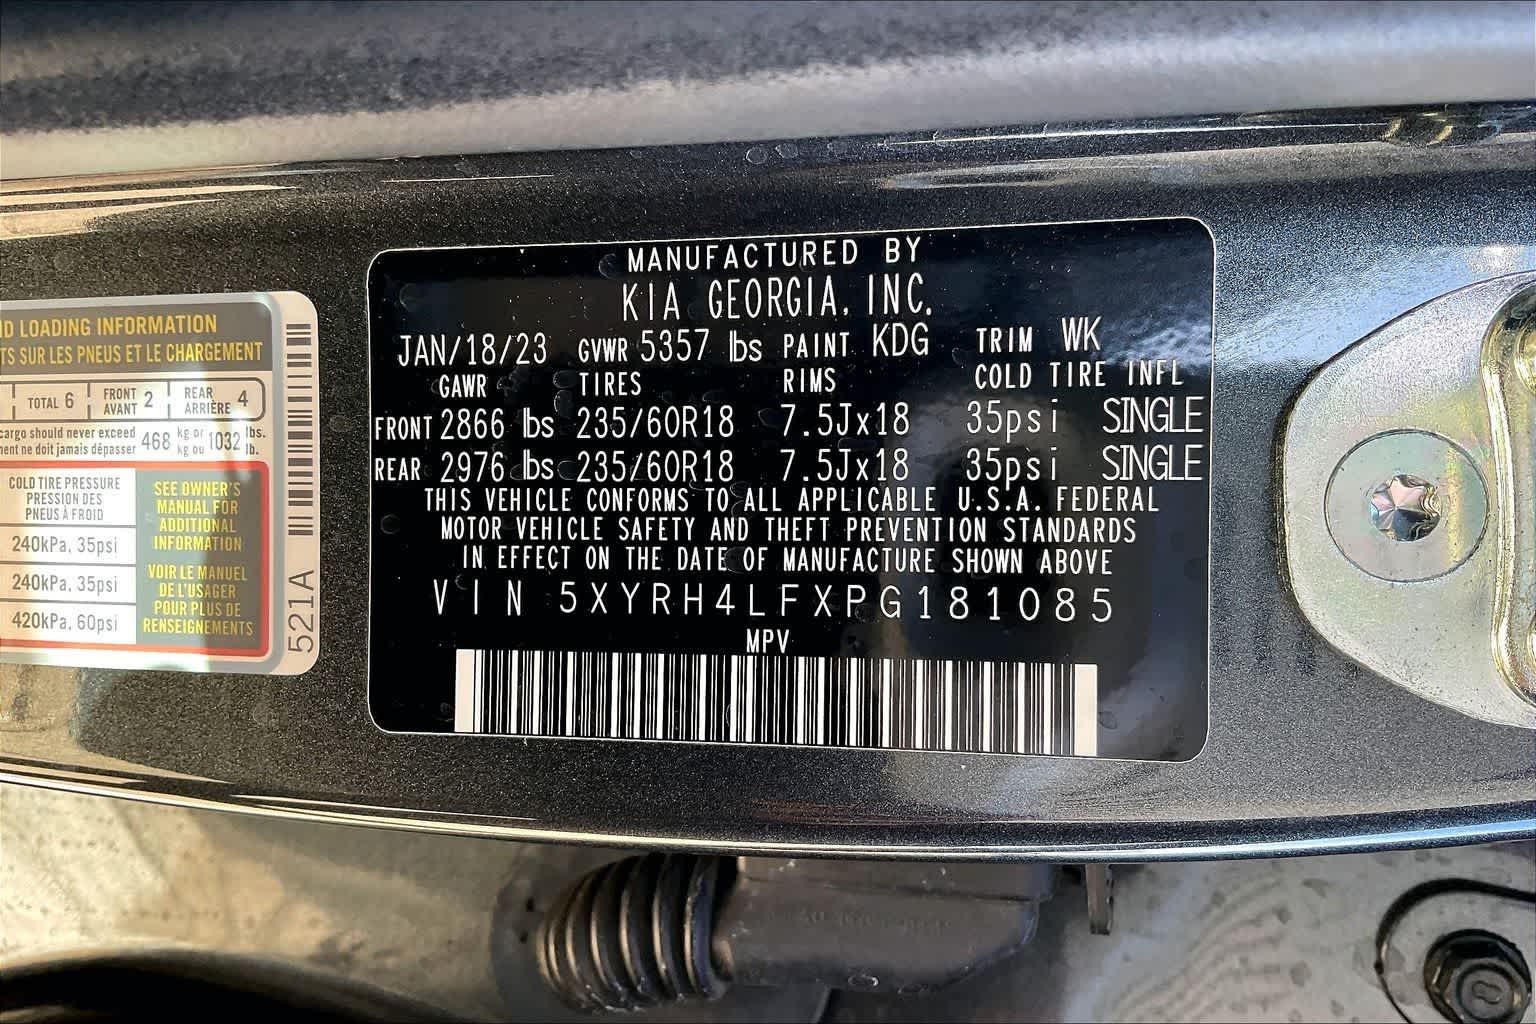 MANUFACTURED BY
KIA GEORGIA, INC.
JAN/18/23 GVWR 5357 lbs PAINT KDG TRIM WK
GAWR TIRES RIMS COLD TIRE INFL
FRONT 2866 lbs 235/60R18 7.5Jx18 35psi SINGLE
REAR 2976 lbs 235/60R18 7.5Jx18 35psi SINGLE
THIS VEHICLE CONFORMS TO ALL APPLICABLE U.S.A. FEDERAL
MOTOR VEHICLE SAFETY AND THEFT PREVENTION STANDARDS
IN EFFECT ON THE DATE OF MANUFACTURE SHOWN ABOVE
VIN 5XYRH4LFXPG181085
MPV
LOADING INFORMATION
SUR LES PNEUS ET LE CHARGEMENT
TOTAL 6
FRONT
AVANT 2
REAR
ARRIÈRE 4
cargo should never exceed
ne doit jamais dépasser
468 kg or
kg ou
1032 lbs.
lb.
COLD TIRE PRESSURE
PRESSION DES
PNEUS À FROID
240kPa, 35psi
240kPa, 35psi
420kPa, 60psi
SEE OWNER'S
MANUAL FOR
ADDITIONAL
INFORMATION
VOIR LE MANUEL
DE L'USAGER
POUR PLUS DE
RENSEIGNEMENTS
521A